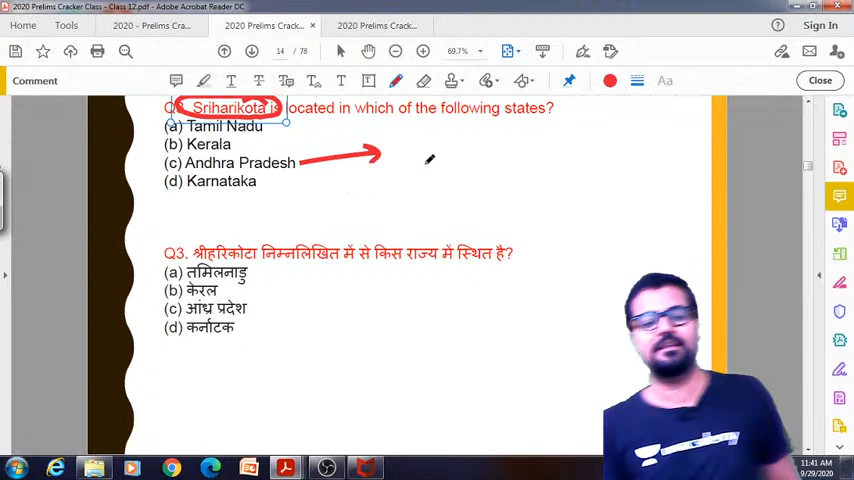 2020 Prelims Cracker Class - Class 12.pdf - Adobe Acrobat Reader DC
2020 - Prelims Cra...
2020 Prelims Crack...
2020 Prelims Crack...
Home
Tools
Sign In
14 / 78
69.7%
Comment
Aa
Close
Sriharikota is located in which of the following states?
(a) Tamil Nadu
(b) Kerala
(c) Andhra Pradesh
(d) Karnataka
Q3. श्रीहरिकोटा निम्नलिखित में से किस राज्य में स्थित है?
(a) तमिलनाडु
(b) केरल
(c) आंध्र प्रदेश
(d) कर्नाटक
11:41 AM
9/29/2020